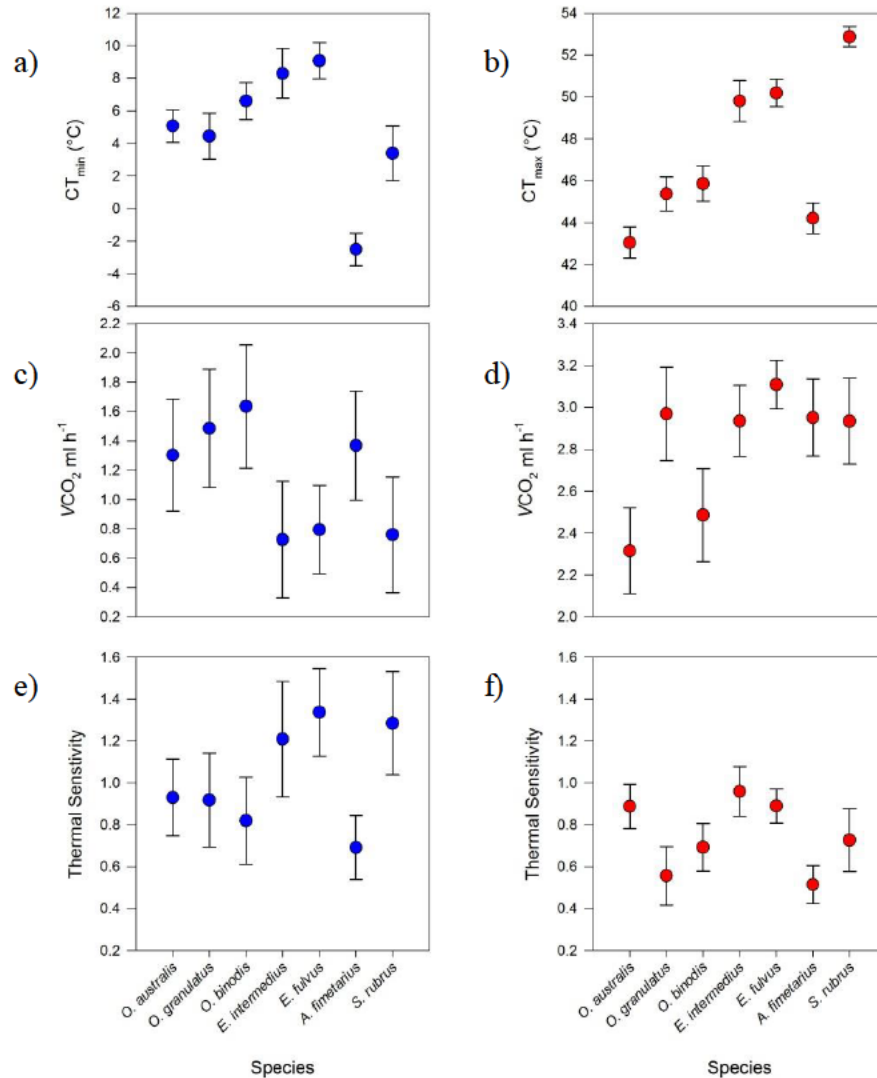 a)
CTmin (°C)
12
10
8
6
4
2
0
-2
-4
-6
b)
CTmax (°C)
54
52
50
48
46
44
42
40
c)
VCO2 ml h-1
2.2
2.0
1.8
1.6
1.4
1.2
1.0
0.8
0.6
0.4
0.2
d)
VCO2 ml h-1
3.4
3.2
3.0
2.8
2.6
2.4
2.2
2.0
e)
Thermal Senstivity
1.6
1.4
1.2
1.0
0.8
0.6
0.4
0.2
O. australis
O. granulatus
O. binodis
E. intermedius
E. fulvus
A. fimetarius
S. rubrus
Species
f)
Thermal Sensitivity
1.6
1.4
1.2
1.0
0.8
0.6
0.4
0.2
O. australis
O. granulatus
O. binodis
E. intermedius
E. fulvus
A. fimetarius
S. rubrus
Species